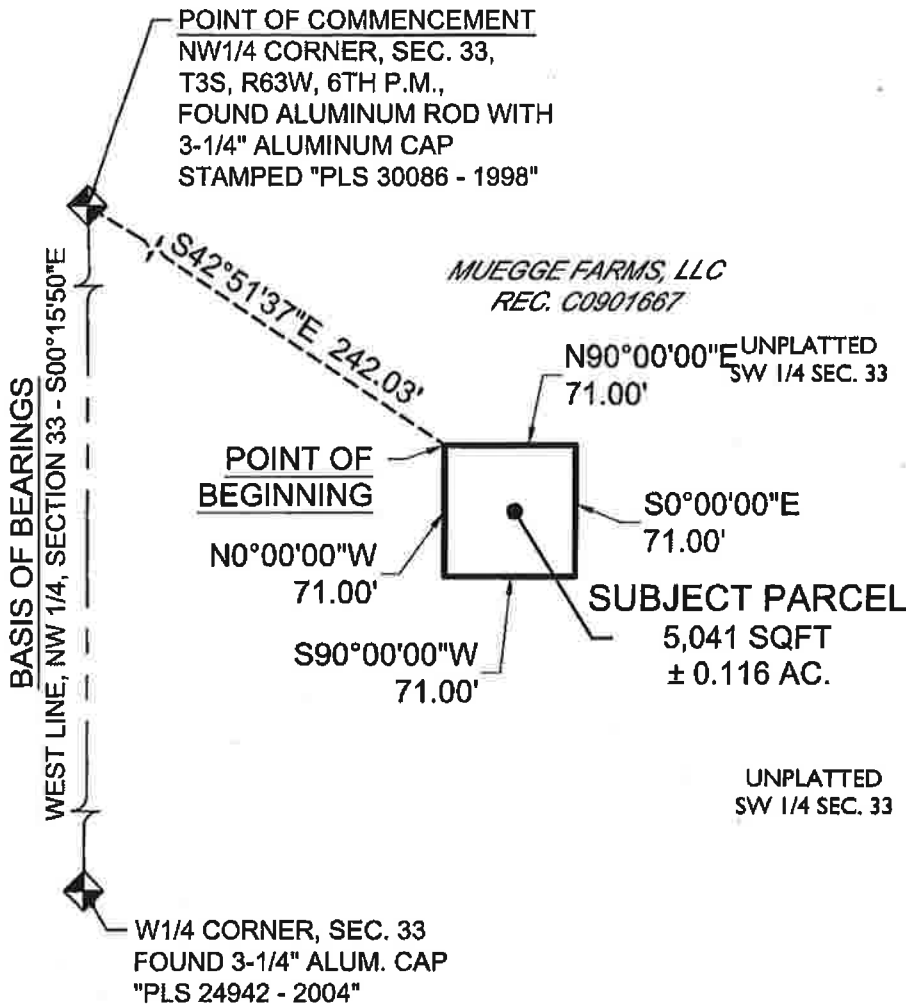 POINT OF COMMENCEMENT
NW1/4 CORNER, SEC. 33,
T3S, R63W, 6TH P.M.,
FOUND ALUMINUM ROD WITH
3-1/4" ALUMINUM CAP
STAMPED "PLS 30086 - 1998"
S42°51'37"E 242.03'
MUEGGE FARMS, LLC
REC. C0901667
UNPLATTED
SW 1/4 SEC. 33
N90°00'00"E
71.00'
BASIS OF BEARINGS
WEST LINE, NW 1/4, SECTION 33 - S00°15'50"E
POINT OF
BEGINNING
S0°00'00"E
71.00'
N0°00'00"W
71.00'
SUBJECT PARCEL
5,041 SQFT
± 0.116 AC.
S90°00'00"W
71.00'
UNPLATTED
SW 1/4 SEC. 33
W1/4 CORNER, SEC. 33
FOUND 3-1/4" ALUM. CAP
"PLS 24942 - 2004"